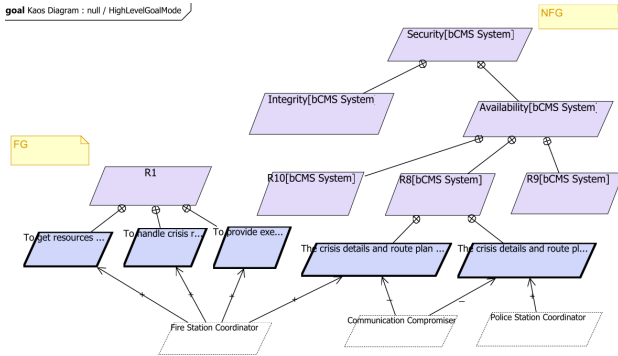 goal Kaos Diagram : null / HighLevelGoalMode
NFG
Security[bCMS System]
Integrity[bCMS System
Availability[bCMS System]
FG
R1
R10[bCMS System]
R8[bCMS System]
R9[bCMS System]
To get resources ...
To handle crisis r...
To provide exe...
The crisis details and route plan ...
The crisis details and route pl...
+
+
+
+
–
–
+
Fire Station Coordinator
Communication Compromiser
Police Station Coordinator